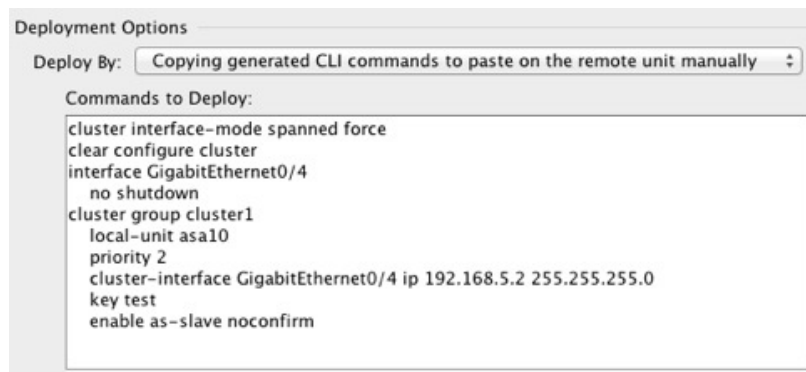 Deployment Options
Deploy By: Copying generated CLI commands to paste on the remote unit manually
Commands to Deploy:
cluster interface-mode spanned force
clear configure cluster
interface GigabitEthernet0/4
no shutdown
cluster group cluster1
local-unit asa10
priority 2
cluster-interface GigabitEthernet0/4 ip 192.168.5.2 255.255.255.0
key test
enable as-slave noconfirm